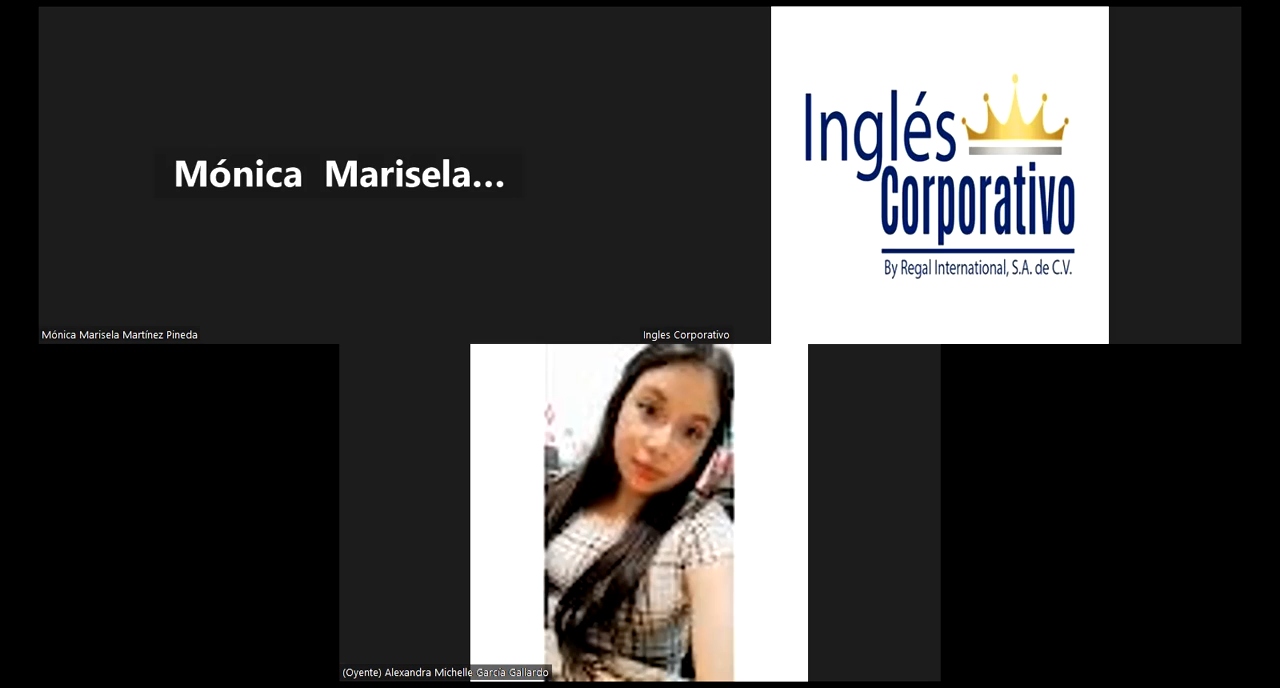 Mónica Marisela...
Mónica Marisela Martínez Pineda
Inglés
Corporativo
By Regal International, S.A. de C.V.
Ingles Corporativo
(Oyente) Alexandra Michelle García Gallardo